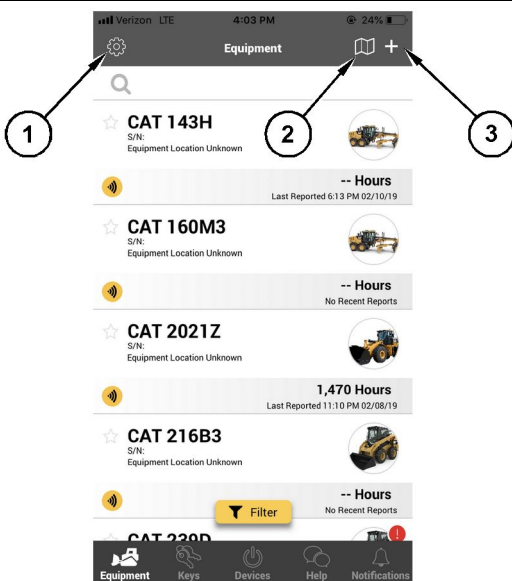 Verizon LTE 4:03 PM 24%
Equipment
1
2
3
CAT 143H
S/N:
Equipment Location Unknown
-- Hours
Last Reported 6:13 PM 02/10/19
CAT 160M3
S/N:
Equipment Location Unknown
-- Hours
No Recent Reports
CAT 2021Z
S/N:
Equipment Location Unknown
1,470 Hours
Last Reported 11:10 PM 02/08/19
CAT 216B3
S/N:
Equipment Location Unknown
-- Hours
No Recent Reports
Filter
CAT 239D
Equipment Keys Devices Help Notifications